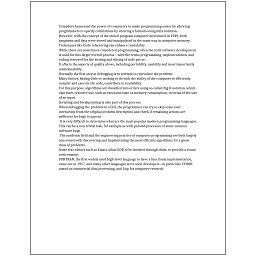 Compilers harnessed the power of computers to make programming easier by allowing
programmers to specify calculations by entering a formula using infix notation.
However, with the concept of the stored-program computer introduced in 1949, both
programs and data were stored and manipulated in the same way in computer memory.
Techniques like Code refactoring can enhance readability.
While these are sometimes considered programming, often the term software development
is used for this larger overall process – with the terms programming, implementation, and
coding reserved for the writing and editing of code per se.
It affects the aspects of quality above, including portability, usability and most importantly
maintainability.
Normally the first step in debugging is to attempt to reproduce the problem.
Many factors, having little or nothing to do with the ability of the computer to efficiently
compile and execute the code, contribute to readability.
For this purpose, algorithms are classified into orders using so-called Big O notation, which
expresses resource use, such as execution time or memory consumption, in terms of the size
of an input.
Scripting and breakpointing is also part of this process.
When debugging the problem in a GUI, the programmer can try to skip some user
interaction from the original problem description and check if remaining actions are
sufficient for bugs to appear.
It is very difficult to determine what are the most popular modern programming languages.
This can be a non-trivial task, for example as with parallel processes or some unusual
software bugs.
The academic field and the engineering practice of computer programming are both largely
concerned with discovering and implementing the most efficient algorithms for a given
class of problems.
Some text editors such as Emacs allow GDB to be invoked through them, to provide a visual
environment.
FORTRAN, the first widely used high-level language to have a functional implementation,
came out in 1957, and many other languages were soon developed—in particular, COBOL
aimed at commercial data processing, and Lisp for computer research.